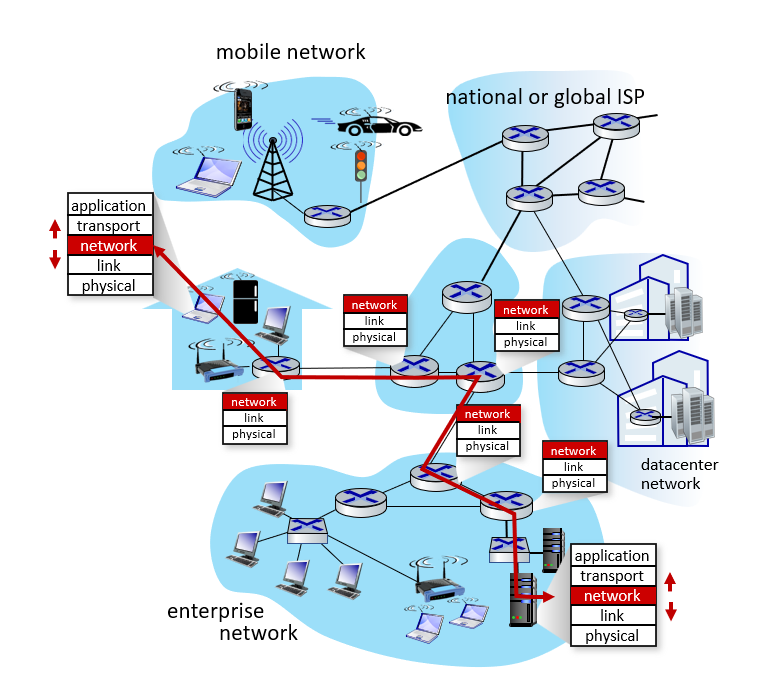 mobile network
national or global ISP
application
transport
network
link
physical
network
link
physical
network
link
physical
network
link
physical
network
link
physical
network
link
physical
datacenter
network
application
transport
network
link
physical
enterprise
network